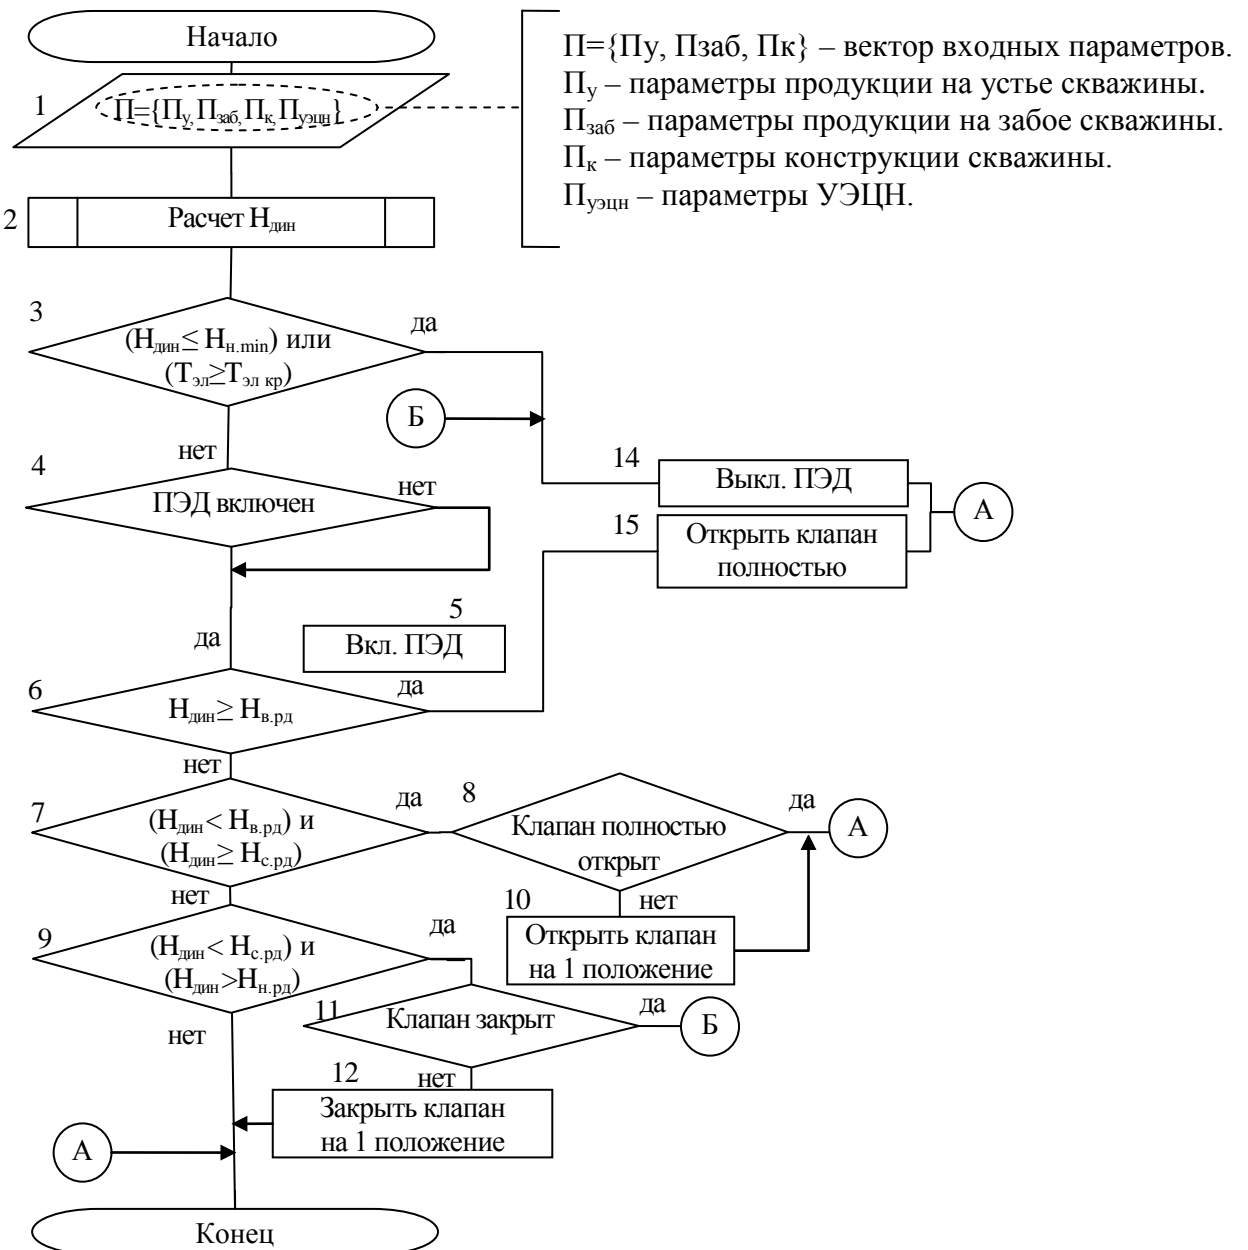 Начало
1
П={Пу, Пзаб, Пк, Пуэцн}
П={Пу, Пзаб, Пк} – вектор входных параметров.
Пу – параметры продукции на устье скважины.
Пзаб – параметры продукции на забое скважины.
Пк – параметры конструкции скважины.
Пуэцн – параметры УЭЦН.
2
Расчет Ндин
3
(Ндин≤ Нн.min) или
(Тэл≥Тэл кр)
да
нет
Б
4
ПЭД включен
нет
14
Выкл. ПЭД
А
15
Открыть клапан
полностью
5
Вкл. ПЭД
да
6
Ндин≥ Нв.рд
да
нет
7
(Ндин< Нв.рд) и
(Ндин≥ Нс.рд)
да
нет
8
Клапан полностью
открыт
да
А
нет
10
Открыть клапан
на 1 положение
9
(Ндин< Нс.рд) и
(Ндин>Нн.рд)
да
нет
11
Клапан закрыт
да
Б
нет
12
Закрыть клапан
на 1 положение
А
Конец